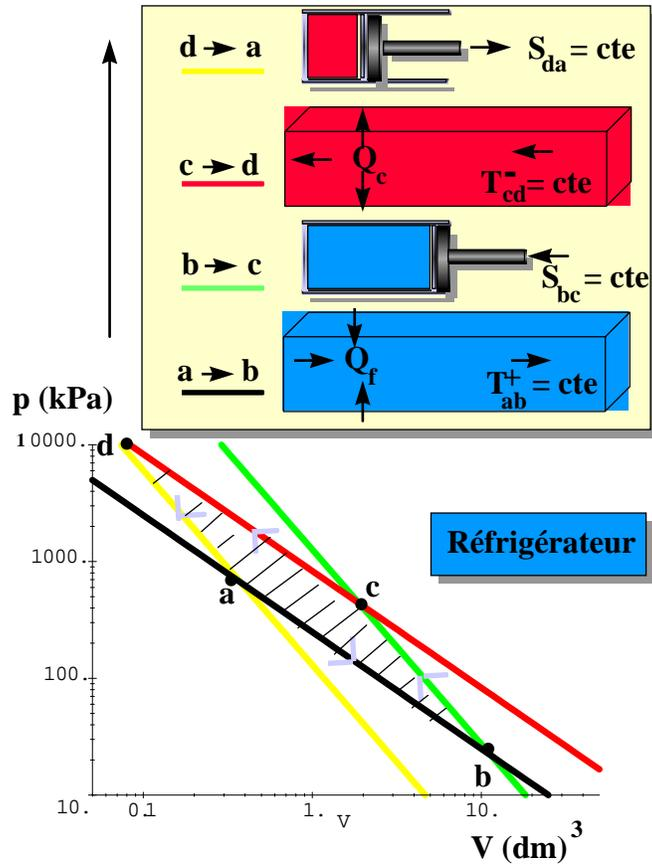 d → a
S_da = cte
c → d
Q_c
T⁻_cd = cte
b → c
S_bc = cte
a → b
Q_f
T⁺_ab = cte
p (kPa)
10000.
d
1000.
Réfrigérateur
a
c
100.
b
10.
0.1
1.
10.
V
V (dm)³